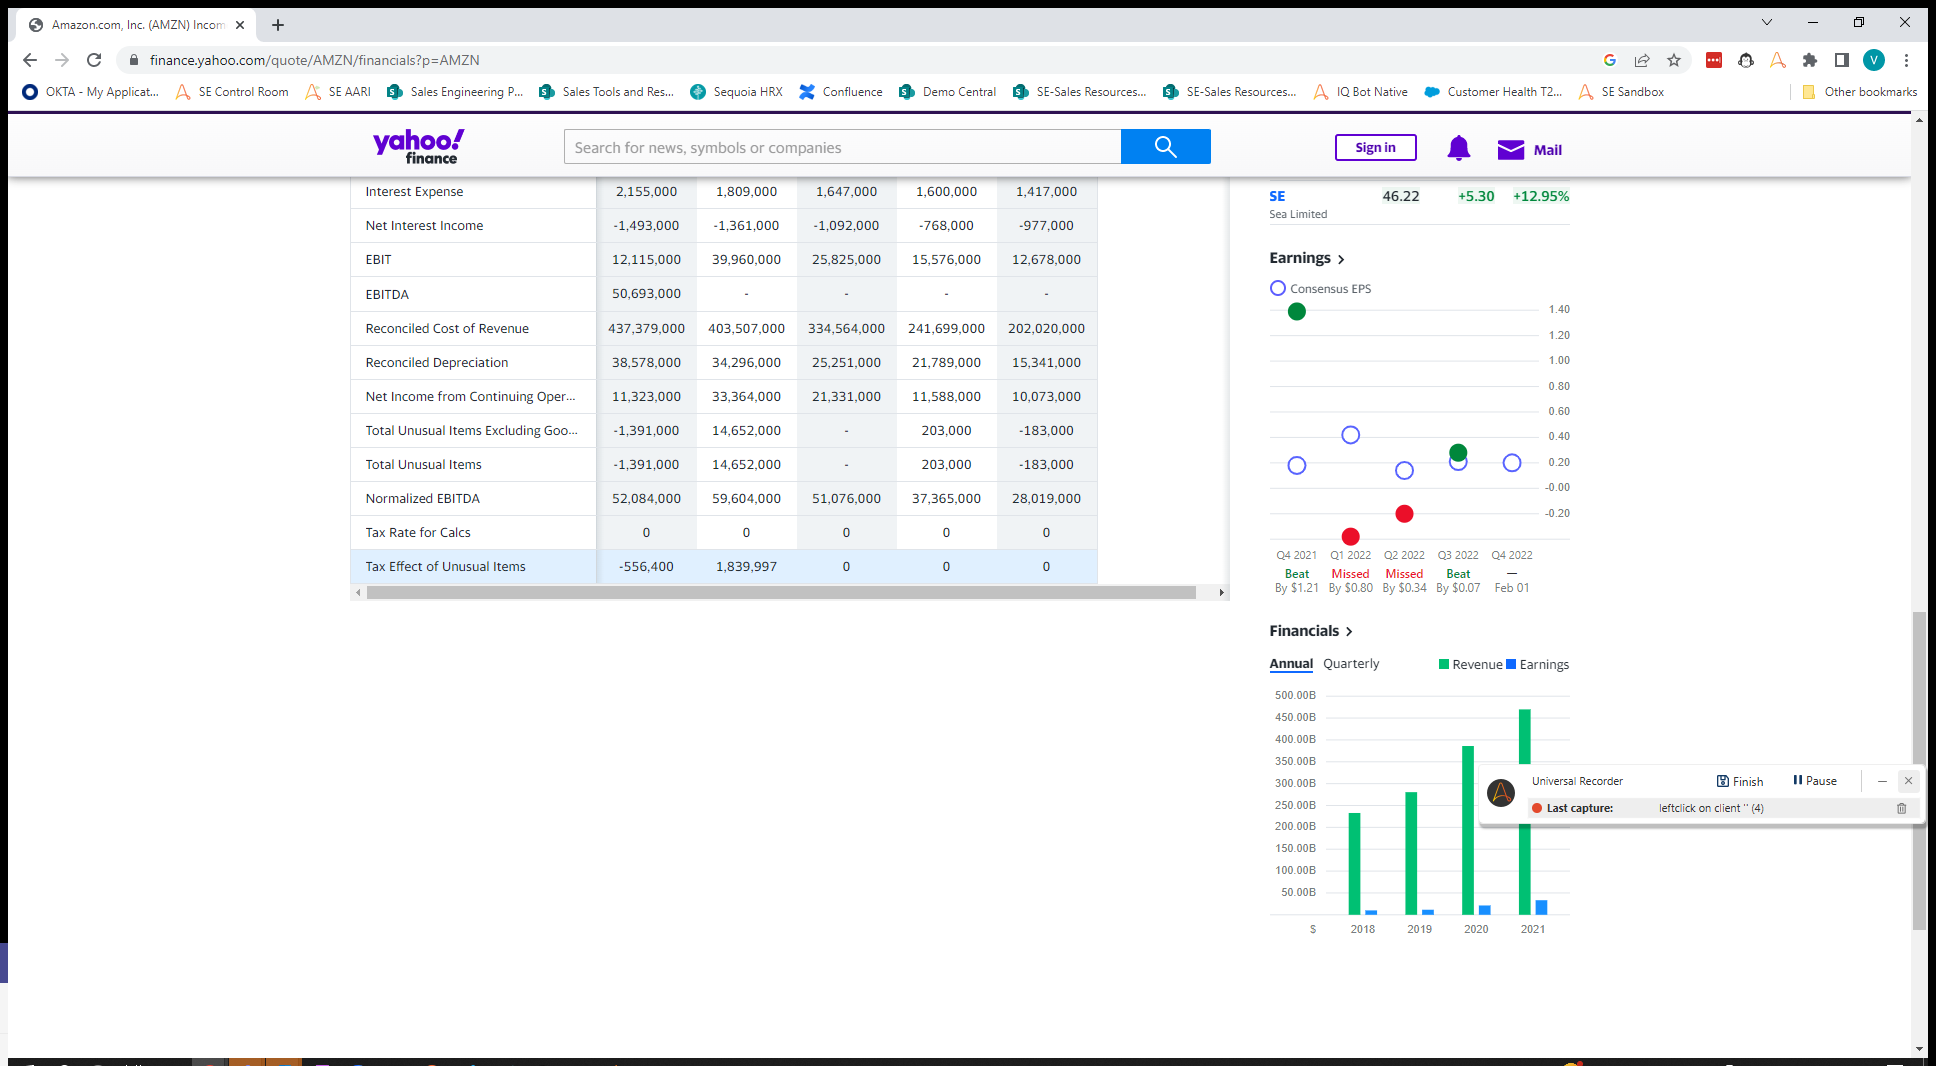 Amazon.com, Inc. (AMZN) Incom
finance.yahoo.com/quote/AMZN/financials?p=AMZN
V
OKTA - My Applicat... SE Control Room SE AARI Sales Engineering P... Sales Tools and Res... Sequoia HRX Confluence Demo Central SE-Sales Resources... SE-Sales Resources... IQ Bot Native Customer Health T2... SE Sandbox Other bookmarks
yahoo!
finance
Search for news, symbols or companies
Sign in
Mail
Interest Expense 2,155,000 1,809,000 1,647,000 1,600,000 1,417,000
Net Interest Income -1,493,000 -1,361,000 -1,092,000 -768,000 -977,000
EBIT 12,115,000 39,960,000 25,825,000 15,576,000 12,678,000
EBITDA 50,693,000 - - - -
Reconciled Cost of Revenue 437,379,000 403,507,000 334,564,000 241,699,000 202,020,000
Reconciled Depreciation 38,578,000 34,296,000 25,251,000 21,789,000 15,341,000
Net Income from Continuing Oper... 11,323,000 33,364,000 21,331,000 11,588,000 10,073,000
Total Unusual Items Excluding Goo... -1,391,000 14,652,000 - 203,000 -183,000
Total Unusual Items -1,391,000 14,652,000 - 203,000 -183,000
Normalized EBITDA 52,084,000 59,604,000 51,076,000 37,365,000 28,019,000
Tax Rate for Calcs 0 0 0 0 0
Tax Effect of Unusual Items -556,400 1,839,997 0 0 0
SE 46.22 +5.30 +12.95%
Sea Limited
Earnings
Consensus EPS
1.40
1.20
1.00
0.80
0.60
0.40
0.20
-0.00
-0.20
Q4 2021 Q1 2022 Q2 2022 Q3 2022 Q4 2022
Beat Missed Missed Beat —
By $1.21 By $0.80 By $0.34 By $0.07 Feb 01
Financials
Annual Quarterly Revenue Earnings
500.00B
450.00B
400.00B
350.00B
300.00B
250.00B
200.00B
150.00B
100.00B
50.00B
$ 2018 2019 2020 2021
Universal Recorder Finish Pause
Last capture: leftclick on client '' (4)